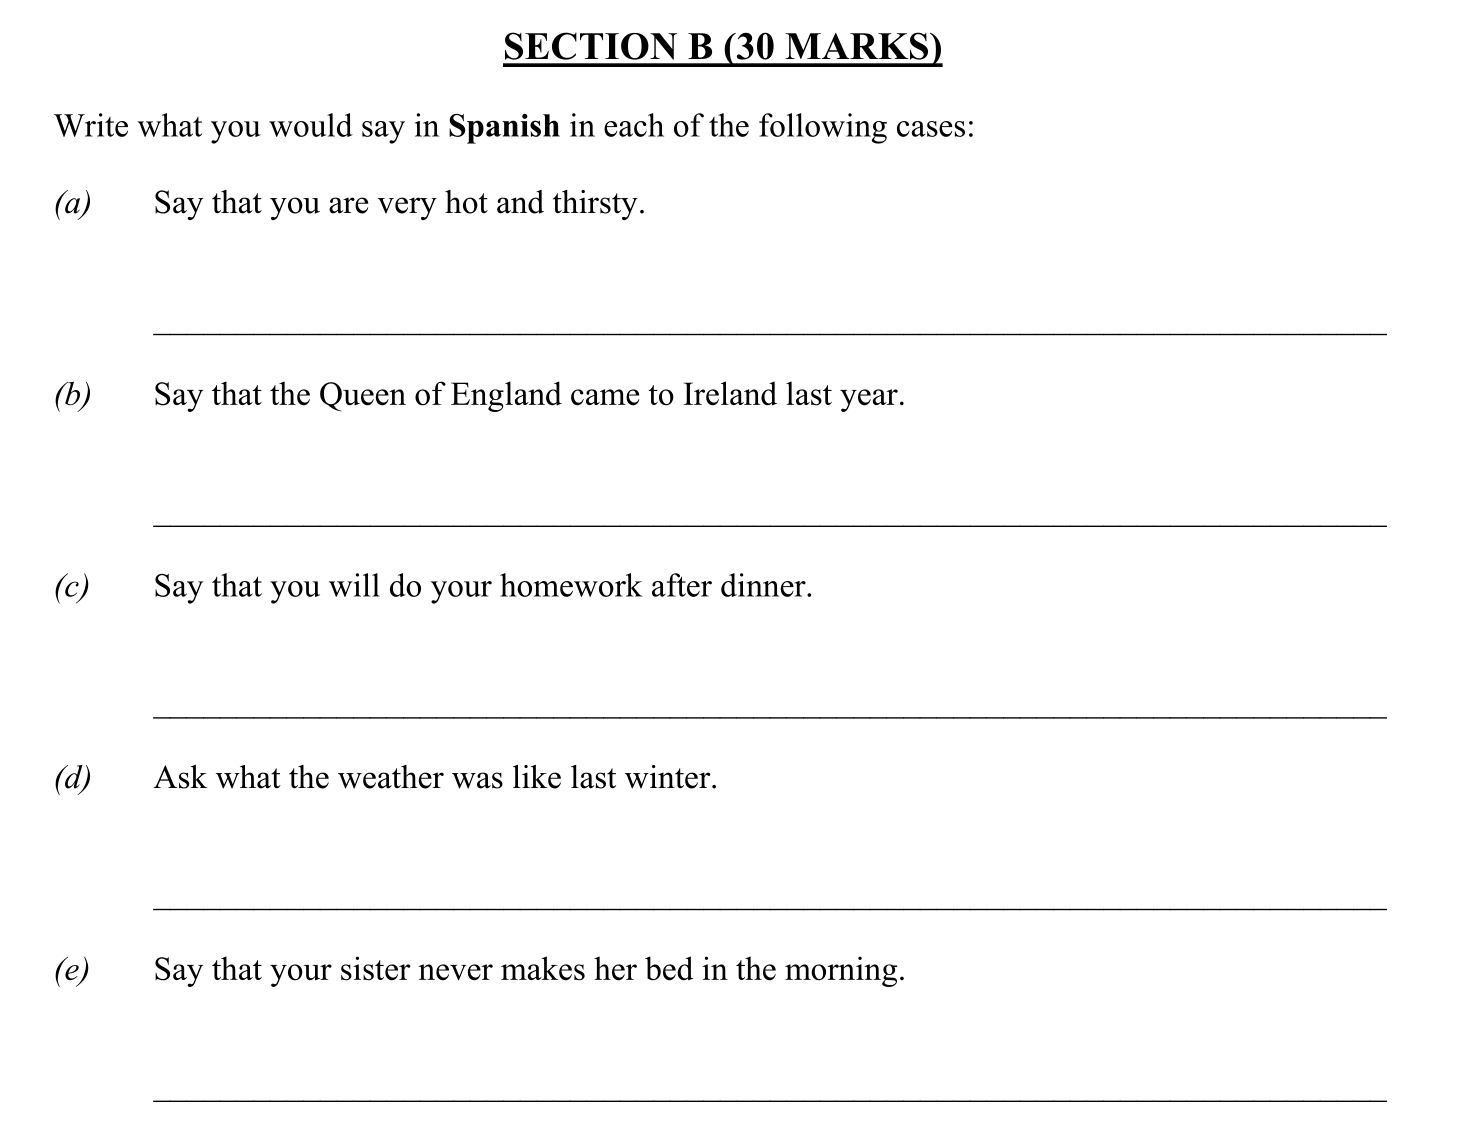 SECTION B (30 MARKS)
Write what you would say in Spanish in each of the following cases:
(a) Say that you are very hot and thirsty.
(b) Say that the Queen of England came to Ireland last year.
(c) Say that you will do your homework after dinner.
(d) Ask what the weather was like last winter.
(e) Say that your sister never makes her bed in the morning.